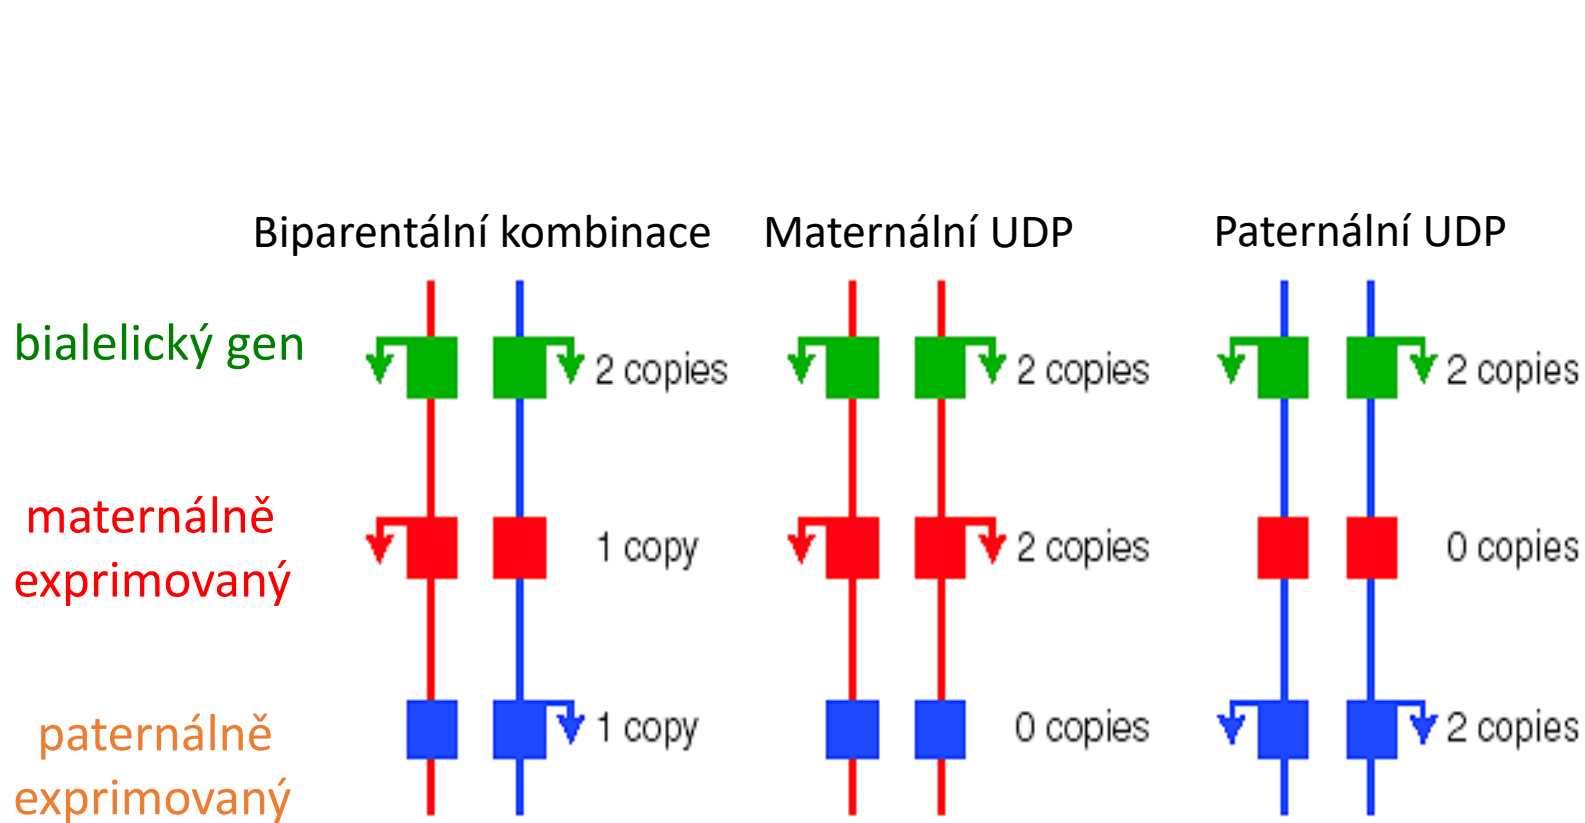 Biparentální kombinace Maternální UDP Paternální UDP
bialelický gen 2 copies 2 copies 2 copies
maternálně
exprimovaný 1 copy 2 copies 0 copies
paternálně
exprimovaný 1 copy 0 copies 2 copies